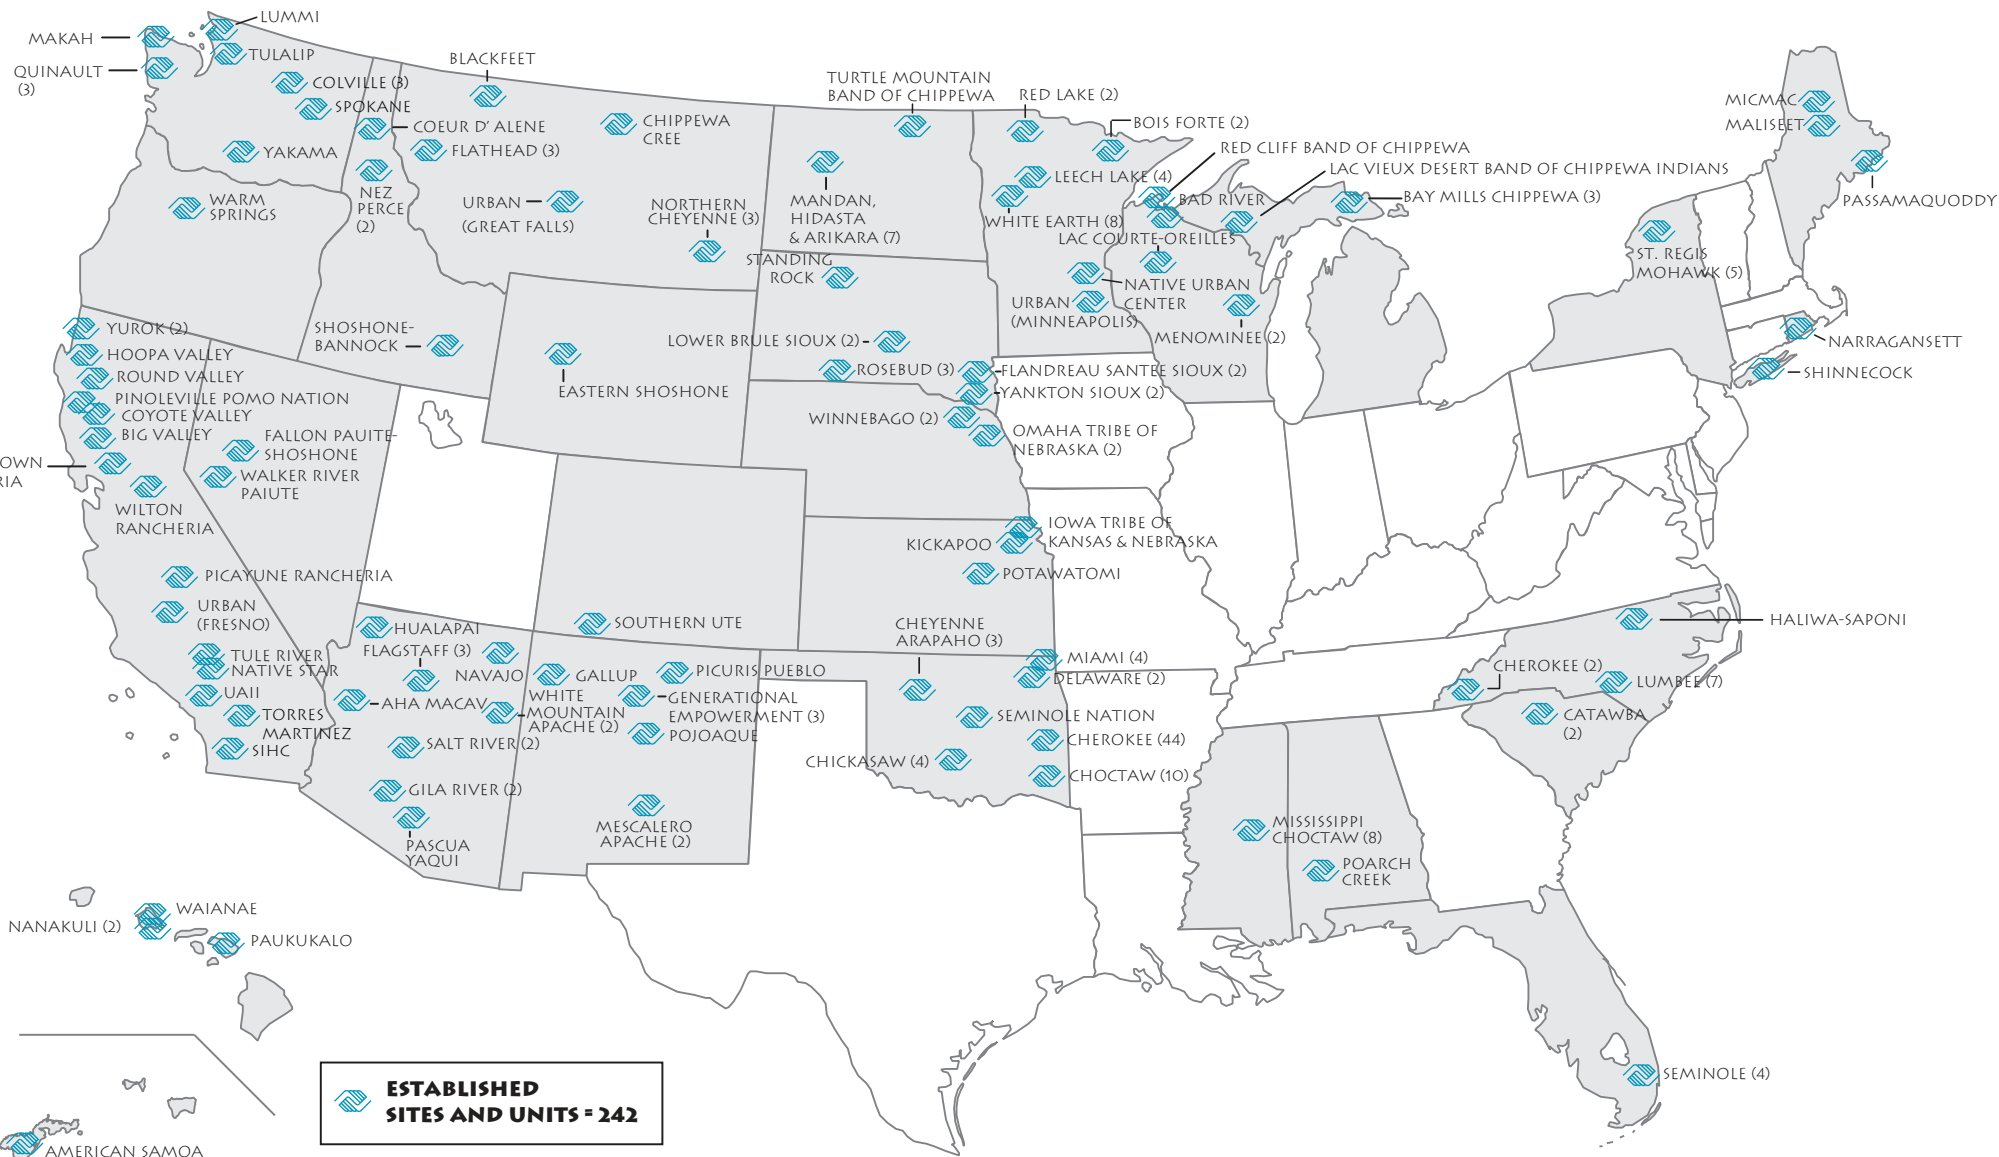 LUMMI
MAKAH
TULALIP
QUINAULT
(3)
COLVILLE (3)
SPOKANE
COEUR D' ALENE
FLATHEAD (3)
YAKAMA
NEZ
PERCE
(2)
WARM
SPRINGS
BLACKFEET
CHIPPEWA
CREE
URBAN
(GREAT FALLS)
NORTHERN
CHEYENNE (3)
TURTLE MOUNTAIN
BAND OF CHIPPEWA
MANDAN,
HIDASTA
& ARIKARA (7)
STANDING
ROCK
RED LAKE (2)
BOIS FORTE (2)
LEECH LAKE (4)
WHITE EARTH (8)
RED CLIFF BAND OF CHIPPEWA
LAC VIEUX DESERT BAND OF CHIPPEWA INDIANS
BAD RIVER
BAY MILLS CHIPPEWA (3)
LAC COURTE-OREILLES
NATIVE URBAN
CENTER
URBAN
(MINNEAPOLIS)
MENOMINEE (2)
MICMAC
MALISEET
PASSAMAQUODDY
ST. REGIS
MOHAWK (5)
NARRAGANSETT
SHINNECOCK
YUROK (2)
HOOPA VALLEY
ROUND VALLEY
PINOLEVILLE POMO NATION
COYOTE VALLEY
BIG VALLEY
OWN
RIA
WILTON
RANCHERIA
SHOSHONE-
BANNOCK
FALLON PAUITE-
SHOSHONE
WALKER RIVER
PAIUTE
EASTERN SHOSHONE
LOWER BRULE SIOUX (2)
ROSEBUD (3)
FLANDREAU SANTEE SIOUX (2)
YANKTON SIOUX (2)
WINNEBAGO (2)
OMAHA TRIBE OF
NEBRASKA (2)
IOWA TRIBE OF
KANSAS & NEBRASKA
KICKAPOO
POTAWATOMI
PICAYUNE RANCHERIA
URBAN
(FRESNO)
TULE RIVER
NATIVE STAR
UAII
TORRES
MARTINEZ
SIHC
HUALAPAI
FLAGSTAFF (3)
NAVAJO
AHA MACAV
WHITE
MOUNTAIN
APACHE (2)
SALT RIVER (2)
GILA RIVER (2)
PASCUA
YAQUI
SOUTHERN UTE
GALLUP
PICURIS PUEBLO
GENERATIONAL
EMPOWERMENT (3)
POJOAQUE
MESCALERO
APACHE (2)
CHEYENNE
ARAPAHO (3)
MIAMI (4)
DELAWARE (2)
SEMINOLE NATION
CHEROKEE (44)
CHICKASAW (4)
CHOCTAW (10)
HALIWA-SAPONI
CHEROKEE (2)
LUMBEE (7)
CATAWBA
(2)
MISSISSIPPI
CHOCTAW (8)
POARCH
CREEK
SEMINOLE (4)
WAIANAE
NANAKULI (2)
PAUKUKALO
AMERICAN SAMOA
ESTABLISHED
SITES AND UNITS = 242